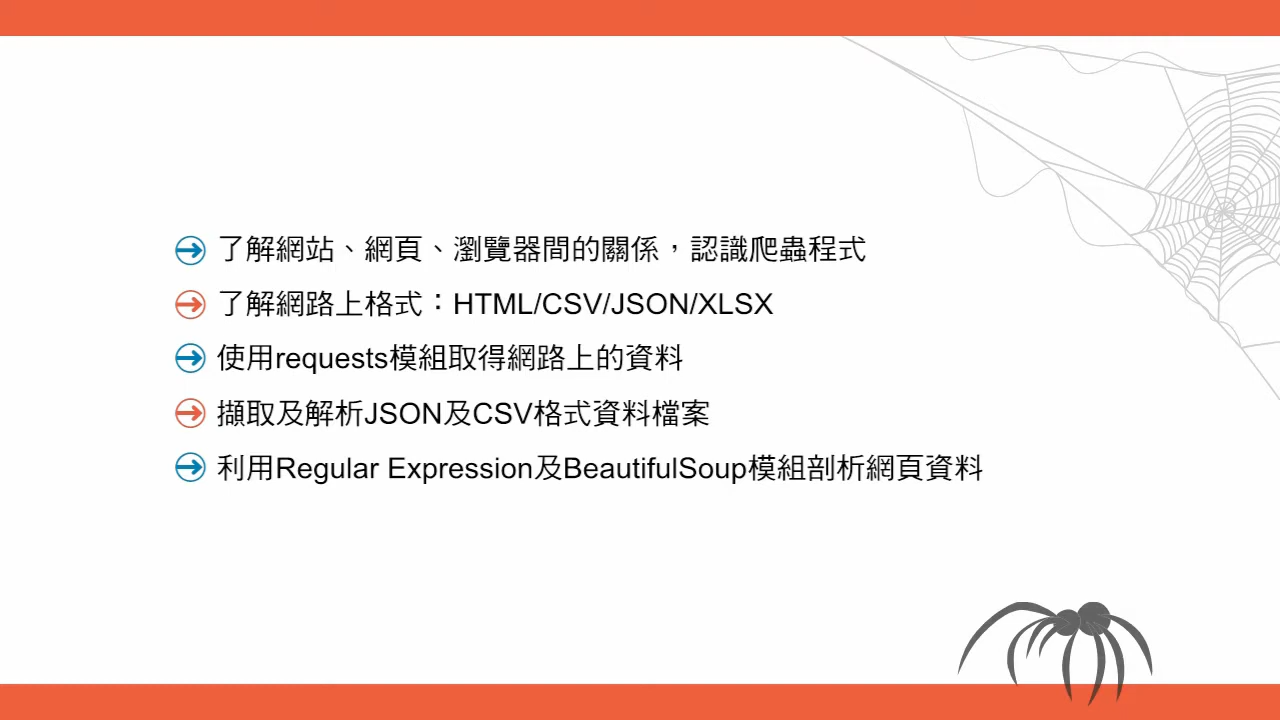 了解網站、網頁、瀏覽器間的關係，認識爬蟲程式
了解網路上格式：HTML/CSV/JSON/XLSX
使用requests模組取得網路上的資料
擷取及解析JSON及CSV格式資料檔案
利用Regular Expression及BeautifulSoup模組剖析網頁資料